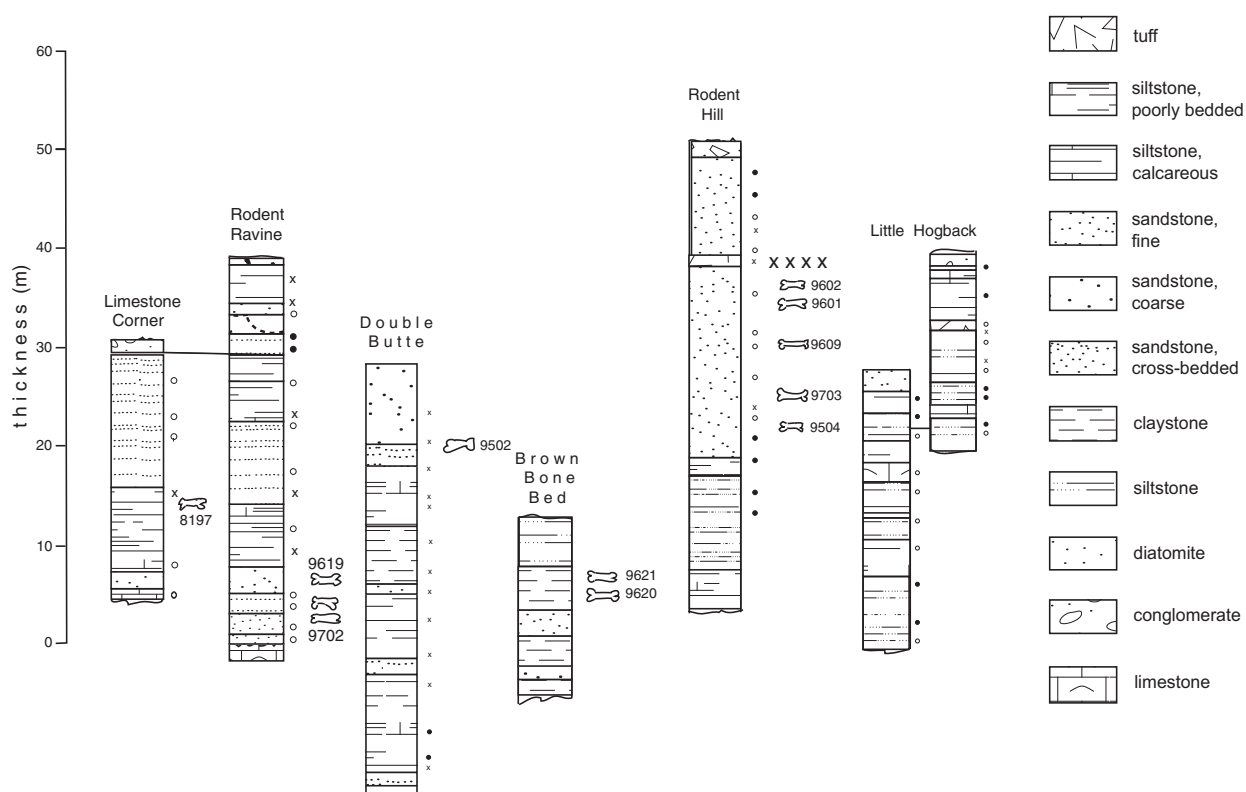 60
50
40
30
20
10
0
thickness (m)
Limestone
Corner
8197
Rodent
Ravine
9619
9702
Double
Butte
9502
Brown
Bone
Bed
9621
9620
Rodent
Hill
X X X X
9602
9601
9609
9703
9504
Little Hogback
tuff
siltstone,
poorly bedded
siltstone,
calcareous
sandstone,
fine
sandstone,
coarse
sandstone,
cross-bedded
claystone
siltstone
diatomite
conglomerate
limestone